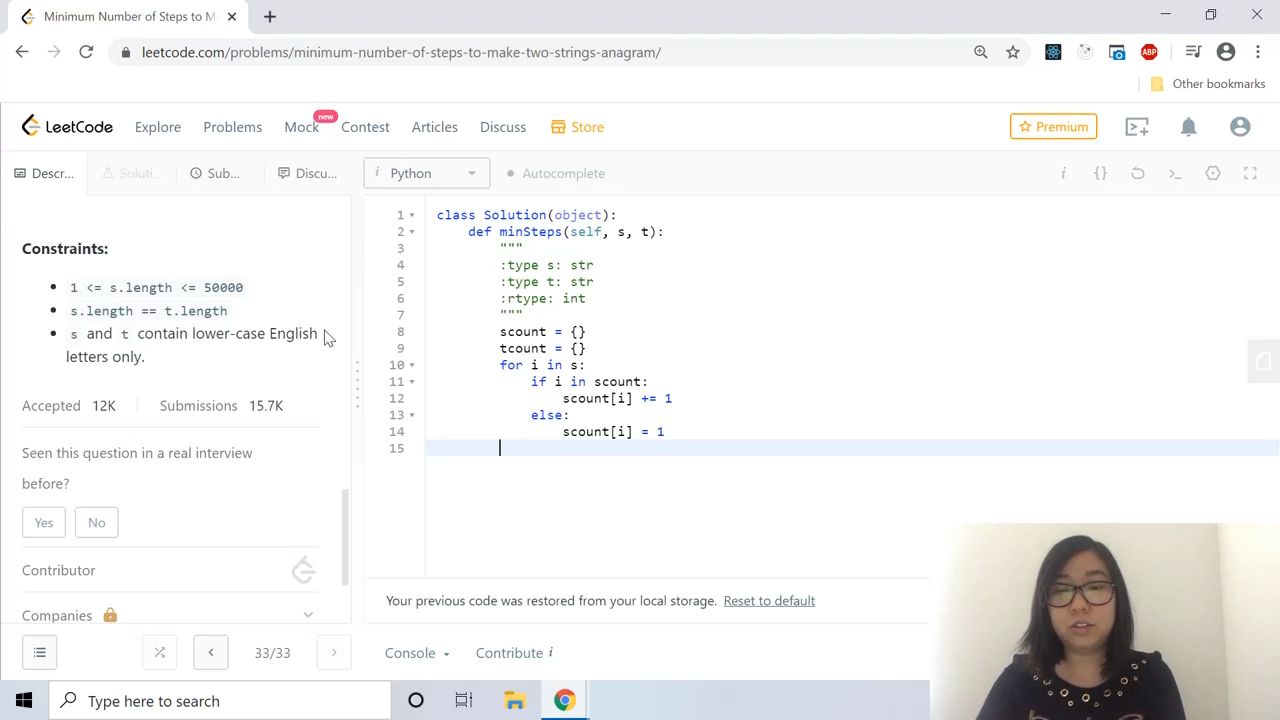 Minimum Number of Steps to M
leetcode.com/problems/minimum-number-of-steps-to-make-two-strings-anagram/
ABP
Other bookmarks
LeetCode
Explore
Problems
Mock
new
Contest
Articles
Discuss
Store
Premium
Descr...
Soluti...
Sub...
Discu...
i Python
Autocomplete
Constraints:
1 <= s.length <= 50000
s.length == t.length
s and t contain lower-case English
letters only.
Accepted 12K Submissions 15.7K
Seen this question in a real interview
before?
Yes No
Contributor
Companies
33/33
1 class Solution(object):
2 def minSteps(self, s, t):
3 """
4 :type s: str
5 :type t: str
6 :rtype: int
7 """
8 scount = {}
9 tcount = {}
10 for i in s:
11 if i in scount:
12 scount[i] += 1
13 else:
14 scount[i] = 1
15
Your previous code was restored from your local storage. Reset to default
Console
Contribute i
Type here to search